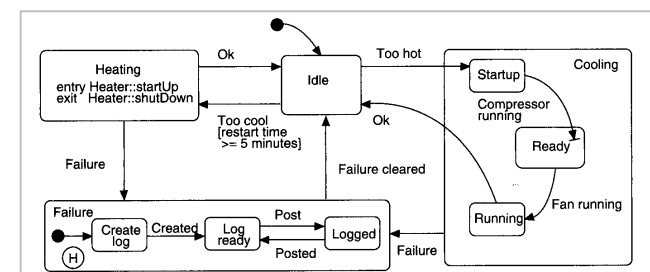 Ok
Too hot
Heating
entry Heater::startUp
exit Heater::shutDown
Idle
Startup
Cooling
Compressor
running
Too cool
[restart time
>= 5 minutes]
Ok
Ready
Failure
Failure cleared
Fan running
Failure
Create
log
Created
Log
ready
Post
Posted
Logged
Running
Failure
H